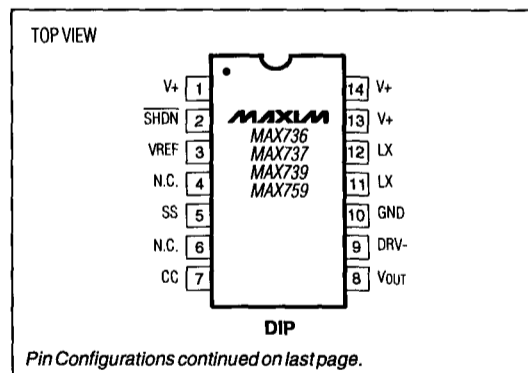 TOP VIEW
V+ 1
SHDN 2
VREF 3
N.C. 4
SS 5
N.C. 6
CC 7
MAXIM
MAX736
MAX737
MAX739
MAX759
14 V+
13 V+
12 LX
11 LX
10 GND
9 DRV-
8 VOUT
DIP
Pin Configurations continued on last page.